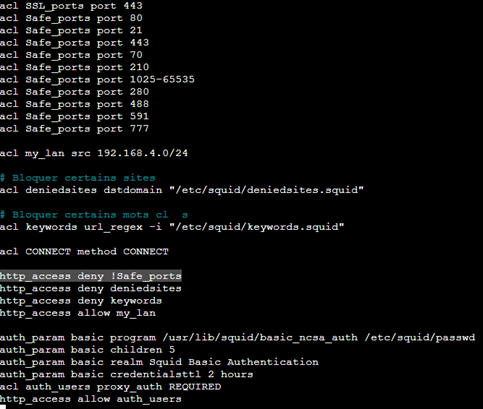 acl SSL_ports port 443
acl Safe_ports port 80
acl Safe_ports port 21
acl Safe_ports port 443
acl Safe_ports port 70
acl Safe_ports port 210
acl Safe_ports port 1025-65535
acl Safe_ports port 280
acl Safe_ports port 488
acl Safe_ports port 591
acl Safe_ports port 777
acl my_lan src 192.168.4.0/24
# Bloquer certains sites
acl deniedsites dstdomain "/etc/squid/deniedsites.squid"
# Bloquer certains mots cl  s
acl keywords url_regex -i "/etc/squid/keywords.squid"
acl CONNECT method CONNECT
http_access deny !Safe_ports
http_access deny deniedsites
http_access deny keywords
http_access allow my_lan
auth_param basic program /usr/lib/squid/basic_ncsa_auth /etc/squid/passwd
auth_param basic children 5
auth_param basic realm Squid Basic Authentication
auth_param basic credentialsttl 2 hours
acl auth_users proxy_auth REQUIRED
http_access allow auth_users